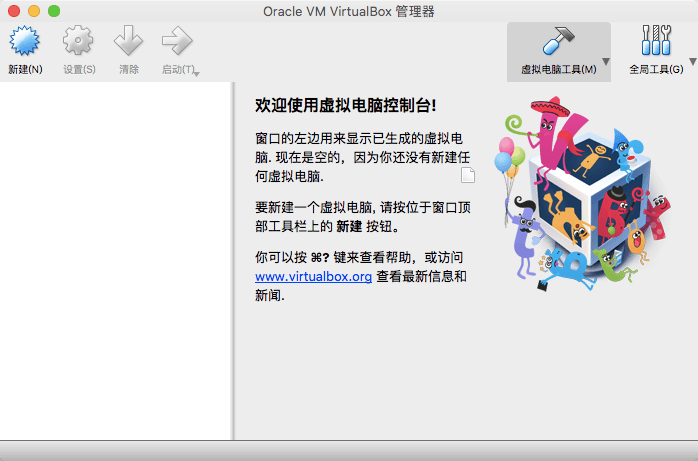 Oracle VM VirtualBox 管理器
新建(N)
设置(S)
清除
启动(T)
虚拟电脑工具(M)
全局工具(G)
欢迎使用虚拟电脑控制台!
窗口的左边用来显示已生成的虚拟电
脑. 现在是空的，因为你还没有新建任
何虚拟电脑.
要新建一个虚拟电脑, 请按位于窗口顶
部工具栏上的 新建 按钮。
你可以按 ⌘? 键来查看帮助，或访问
www.virtualbox.org 查看最新信息和
新闻.